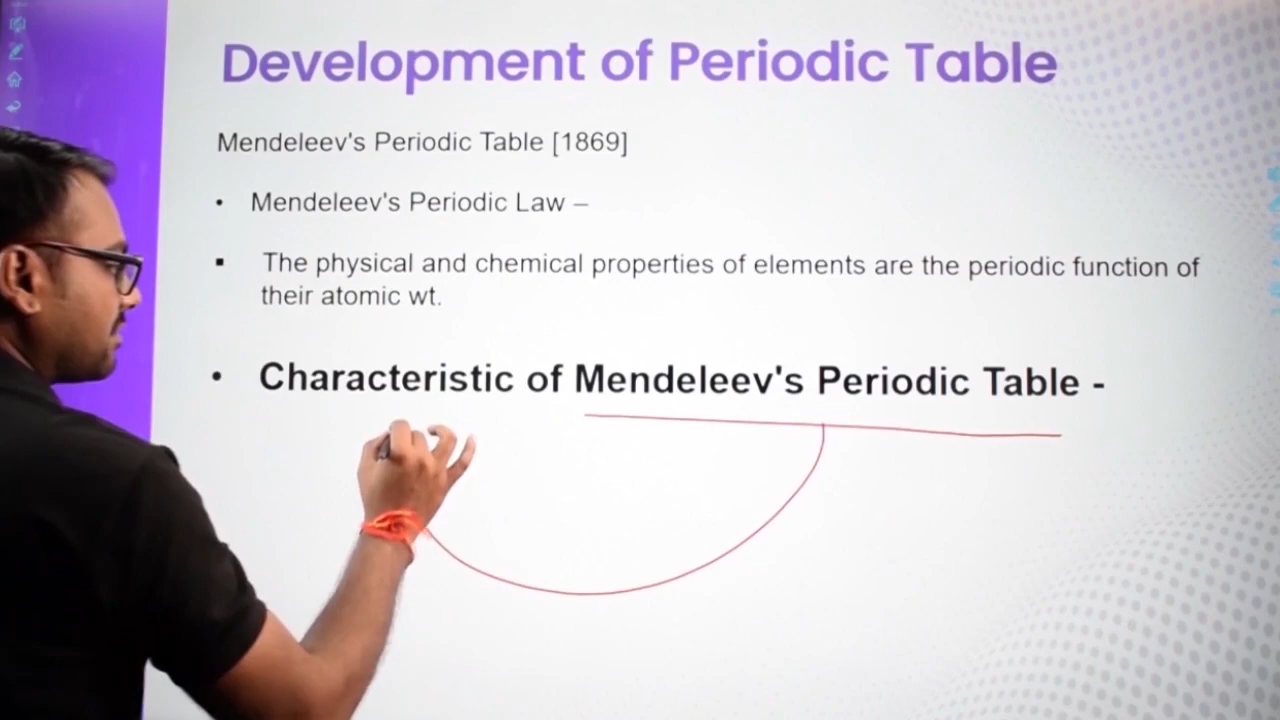 Development of Periodic Table
Mendeleev's Periodic Table [1869]
• Mendeleev's Periodic Law –
▪ The physical and chemical properties of elements are the periodic function of
their atomic wt.
• Characteristic of Mendeleev's Periodic Table -